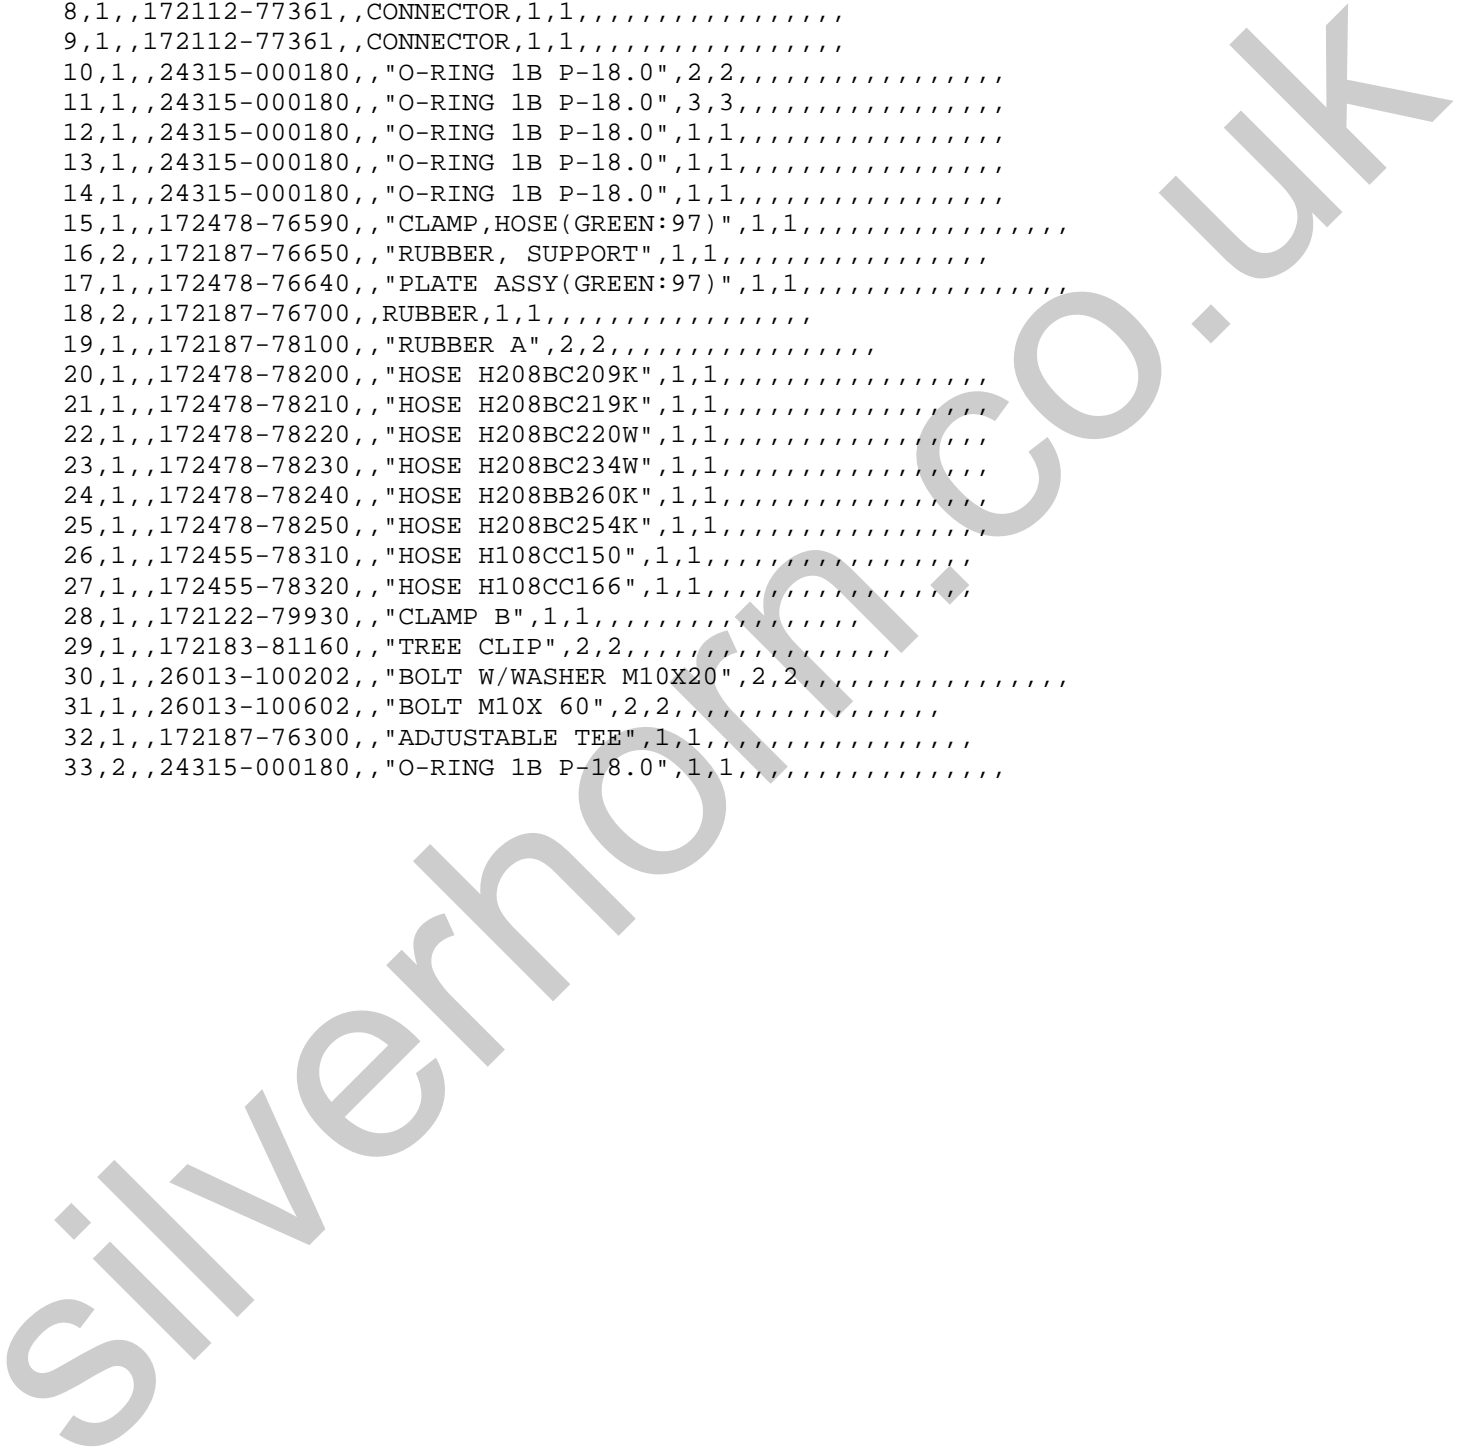 8,1,,172112-77361,,CONNECTOR,1,1,,,,,,,,,,,,,,,,,
9,1,,172112-77361,,CONNECTOR,1,1,,,,,,,,,,,,,,,,,
10,1,,24315-000180,,"O-RING 1B P-18.0",2,2,,,,,,,,,,,,,,,,,
11,1,,24315-000180,,"O-RING 1B P-18.0",3,3,,,,,,,,,,,,,,,,,
12,1,,24315-000180,,"O-RING 1B P-18.0",1,1,,,,,,,,,,,,,,,,,
13,1,,24315-000180,,"O-RING 1B P-18.0",1,1,,,,,,,,,,,,,,,,,
14,1,,24315-000180,,"O-RING 1B P-18.0",1,1,,,,,,,,,,,,,,,,,
15,1,,172478-76590,,"CLAMP,HOSE(GREEN:97)",1,1,,,,,,,,,,,,,,,,,
16,2,,172187-76650,,"RUBBER, SUPPORT",1,1,,,,,,,,,,,,,,,,,
17,1,,172478-76640,,"PLATE ASSY(GREEN:97)",1,1,,,,,,,,,,,,,,,,,
18,2,,172187-76700,,RUBBER,1,1,,,,,,,,,,,,,,,,,
19,1,,172187-78100,,"RUBBER A",2,2,,,,,,,,,,,,,,,,,
20,1,,172478-78200,,"HOSE H208BC209K",1,1,,,,,,,,,,,,,,,,,
21,1,,172478-78210,,"HOSE H208BC219K",1,1,,,,,,,,,,,,,,,,,
22,1,,172478-78220,,"HOSE H208BC220W",1,1,,,,,,,,,,,,,,,,,
23,1,,172478-78230,,"HOSE H208BC234W",1,1,,,,,,,,,,,,,,,,,
24,1,,172478-78240,,"HOSE H208BB260K",1,1,,,,,,,,,,,,,,,,,
25,1,,172478-78250,,"HOSE H208BC254K",1,1,,,,,,,,,,,,,,,,,
26,1,,172455-78310,,"HOSE H108CC150",1,1,,,,,,,,,,,,,,,,,
27,1,,172455-78320,,"HOSE H108CC166",1,1,,,,,,,,,,,,,,,,,
28,1,,172122-79930,,"CLAMP B",1,1,,,,,,,,,,,,,,,,,
29,1,,172183-81160,,"TREE CLIP",2,2,,,,,,,,,,,,,,,,,
30,1,,26013-100202,,"BOLT W/WASHER M10X20",2,2,,,,,,,,,,,,,,,,,
31,1,,26013-100602,,"BOLT M10X 60",2,2,,,,,,,,,,,,,,,,,
32,1,,172187-76300,,"ADJUSTABLE TEE",1,1,,,,,,,,,,,,,,,,,
33,2,,24315-000180,,"O-RING 1B P-18.0",1,1,,,,,,,,,,,,,,,,,
silverhorn.co.uk